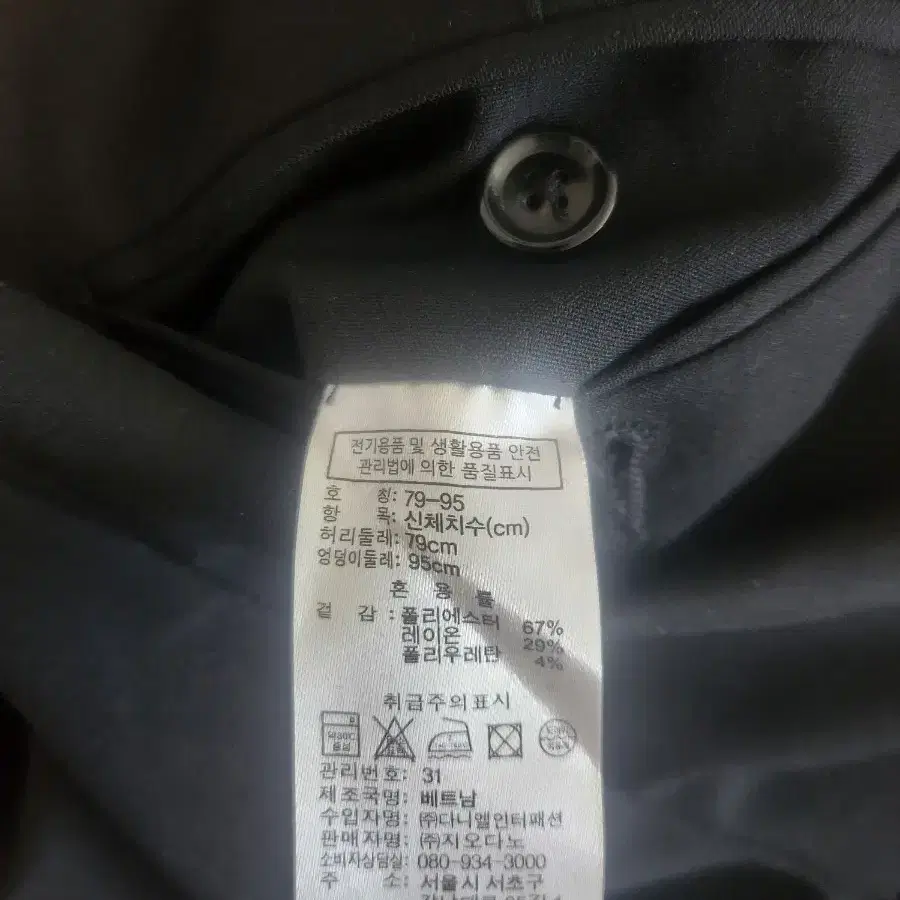 전기용품 및 생활용품 안전
관리법에 의한 품질표시
호 칭: 79-95
항 목: 신체치수(cm)
허리둘레: 79cm
엉덩이둘레: 95cm
혼 용 률
겉 감 : 폴리에스터 67%
레이온 29%
폴리우레탄 4%
취급주의표시
관리번호: 31
제조국명: 베트남
수입자명: ㈜다니엘인터패션
판매자명: ㈜지오다노
소비자상담실: 080-934-3000
주 소: 서울시 서초구